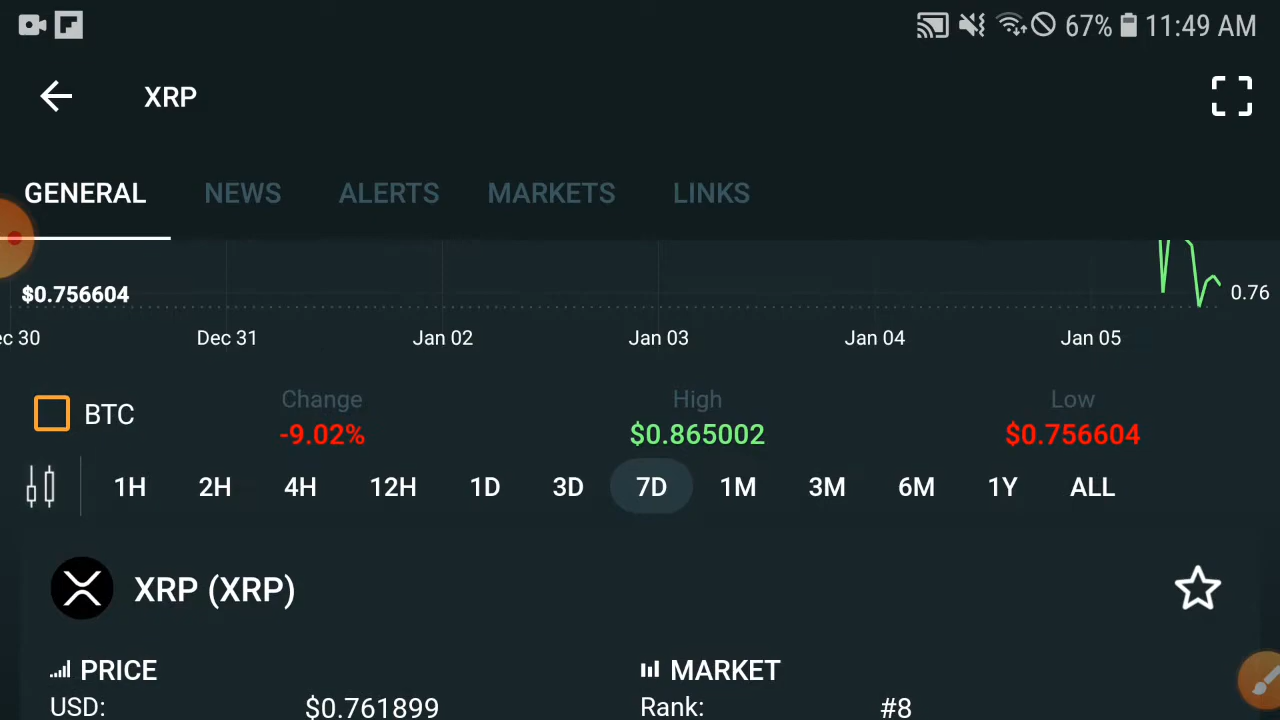 67% 11:49 AM
XRP
GENERAL NEWS ALERTS MARKETS LINKS
$0.756604 0.76
ec 30 Dec 31 Jan 02 Jan 03 Jan 04 Jan 05
Change High Low
BTC -9.02% $0.865002 $0.756604
1H 2H 4H 12H 1D 3D 7D 1M 3M 6M 1Y ALL
XRP (XRP)
PRICE MARKET
USD: $0.761899 Rank: #8